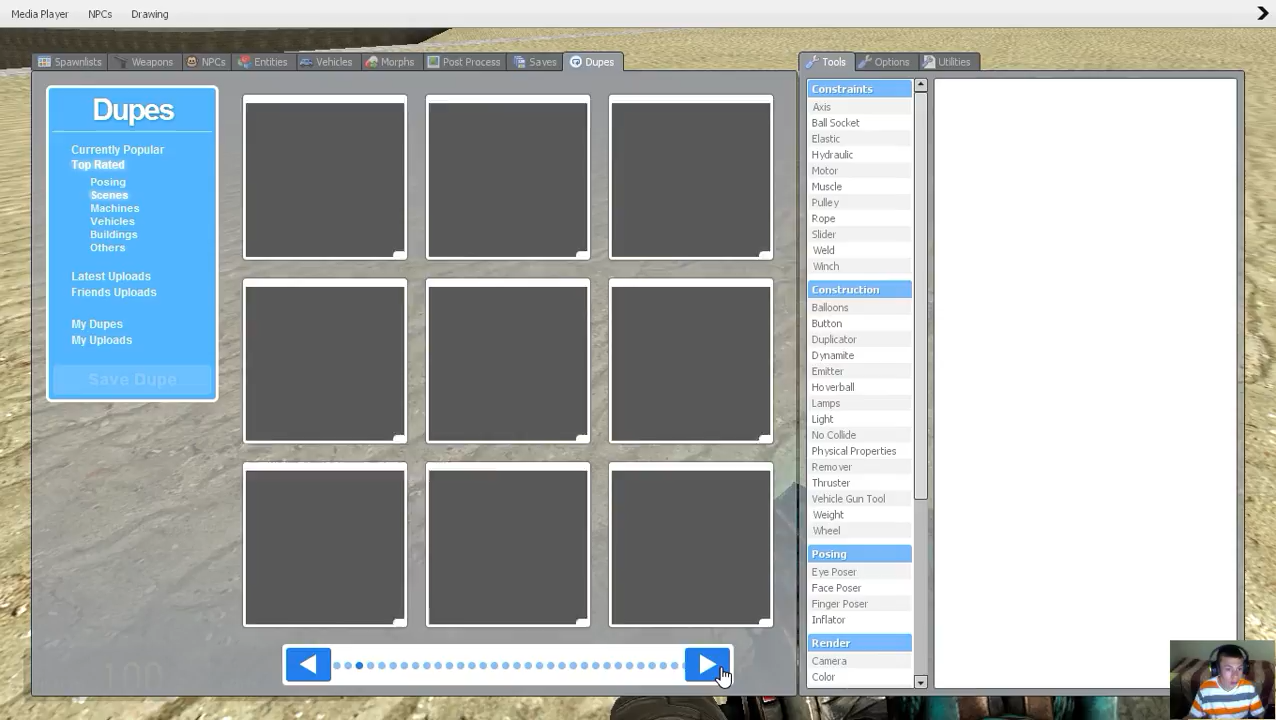 Media Player NPCs Drawing
Spawnlists Weapons NPCs Entities Vehicles Morphs Post Process Saves Dupes
Dupes
Currently Popular
Top Rated
Posing
Scenes
Machines
Vehicles
Buildings
Others
Latest Uploads
Friends Uploads
My Dupes
My Uploads
Save Dupe
100
Tools Options Utilities
Constraints
Axis
Ball Socket
Elastic
Hydraulic
Motor
Muscle
Pulley
Rope
Slider
Weld
Winch
Construction
Balloons
Button
Duplicator
Dynamite
Emitter
Hoverball
Lamps
Light
No Collide
Physical Properties
Remover
Thruster
Vehicle Gun Tool
Weight
Wheel
Posing
Eye Poser
Face Poser
Finger Poser
Inflator
Render
Camera
Color